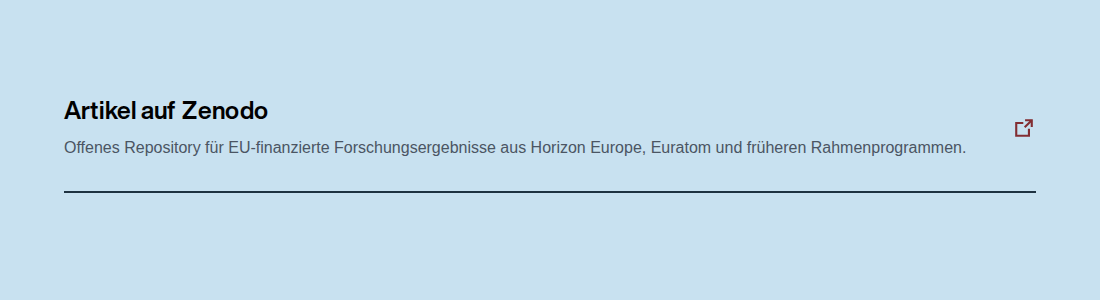 Artikel auf Zenodo
Offenes Repository für EU-finanzierte Forschungsergebnisse aus Horizon Europe, Euratom und früheren Rahmenprogrammen.